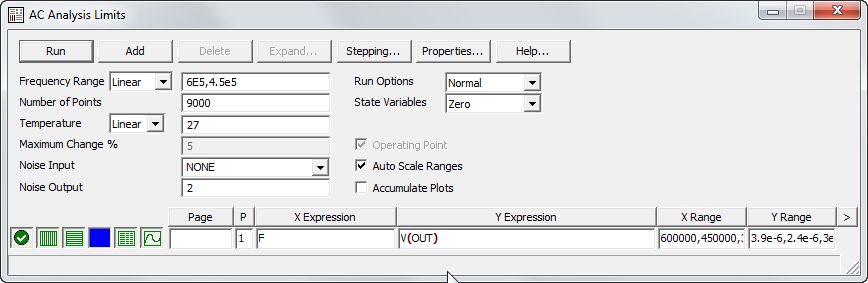 AC Analysis Limits
Run Add Delete Expand... Stepping... Properties... Help...
Frequency Range Linear 6E5,4.5e5 Run Options Normal
Number of Points 9000 State Variables Zero
Temperature Linear 27
Maximum Change % 5 Operating Point
Noise Input NONE Auto Scale Ranges
Noise Output 2 Accumulate Plots
Page P X Expression Y Expression X Range Y Range >
1 F V(OUT) 600000,450000, 3.9e-6,2.4e-6,3e